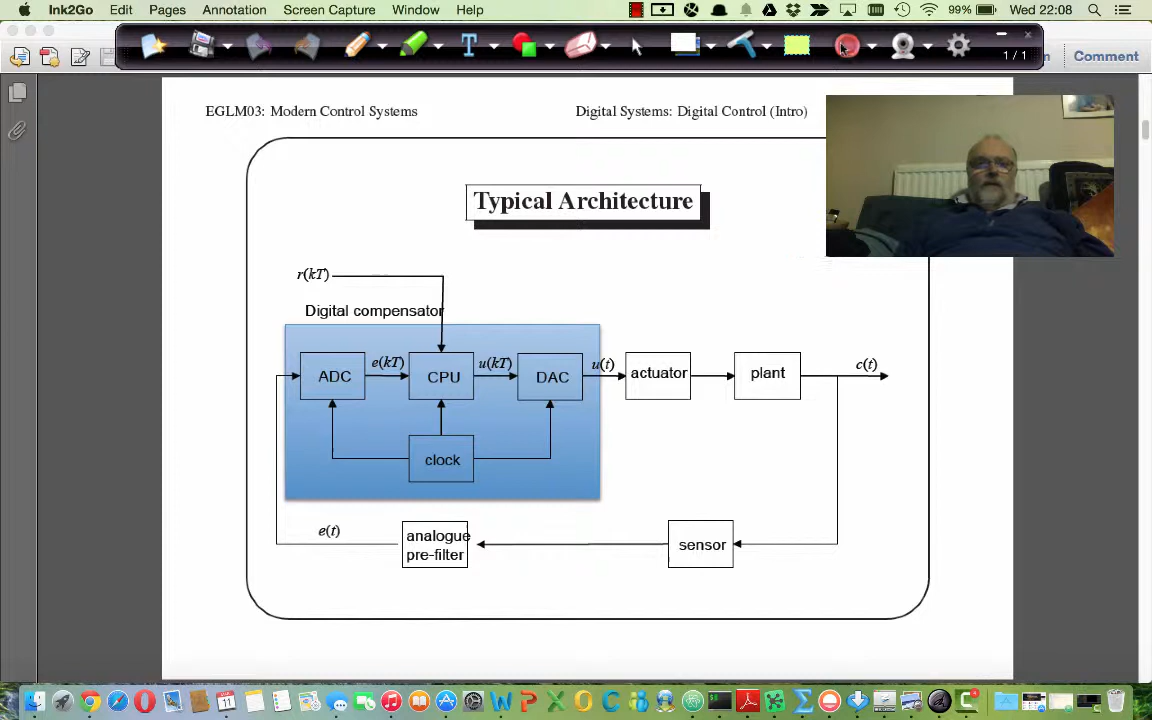 Ink2Go Edit Pages Annotation Screen Capture Window Help 99% Wed 22:08
1 / 1
Comment
EGLM03: Modern Control Systems Digital Systems: Digital Control (Intro)
Typical Architecture
r(kT)
Digital compensator
ADC e(kT) CPU u(kT) DAC u(t) actuator plant c(t)
clock
e(t) analogue
pre-filter sensor